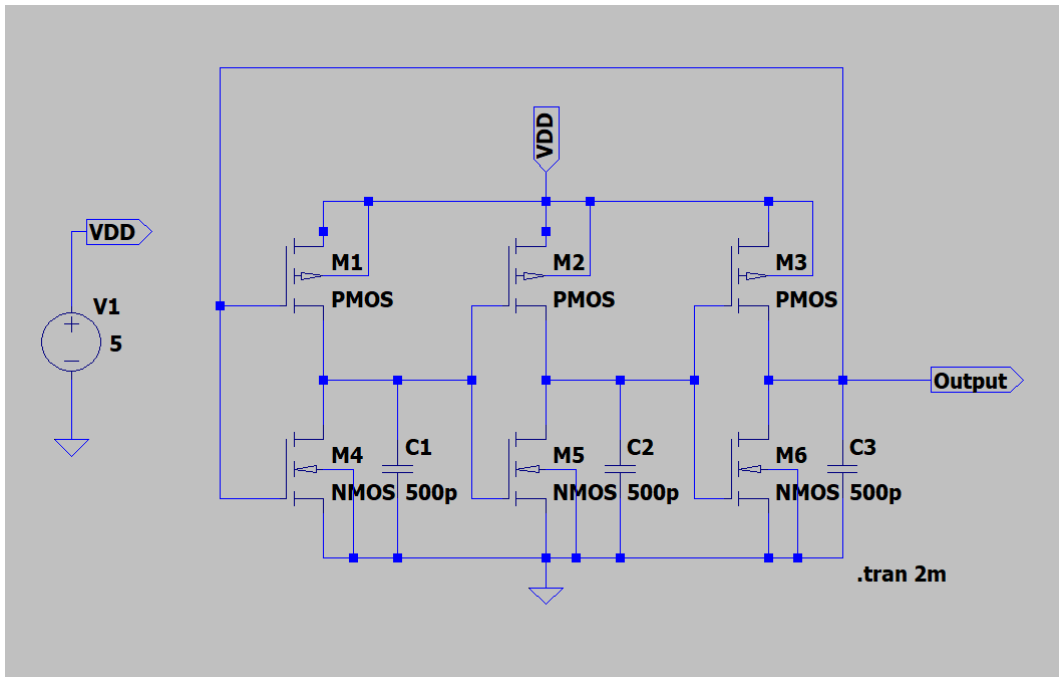 VDD
VDD
V1
5
M1
PMOS
M2
PMOS
M3
PMOS
Output
M4
NMOS
C1
500p
M5
NMOS
C2
500p
M6
NMOS
C3
500p
.tran 2m